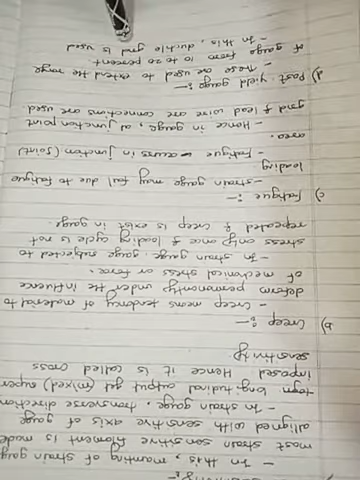 - In this, mounting of strain gauge
most strain sensitive filament is made
aligned with sensitive axis of gauge
- In strain gauge, transverse direction
longitudinal output get (mixed) super
imposed Hence it is called cross
sensitivity
b) Creep :-
- Creep means tendency of material to
deform permanently under the influence
of mechanical stress or force.
- In strain gauge gauge subjected to
stress only once & loading cycle is not
repeated & creep is exist in gauge.
c) Fatigue :-
- strain gauge may fail due to fatigue
loading
- Fatigue occurs in junction (joint)
area.
- Hence in gauge, at junction point
grid & lead wire connections are used.
d) Post yield gauge :-
- These are used to extend the range
of gauge from 10 to 20 percent
- In this, ductile grid is used